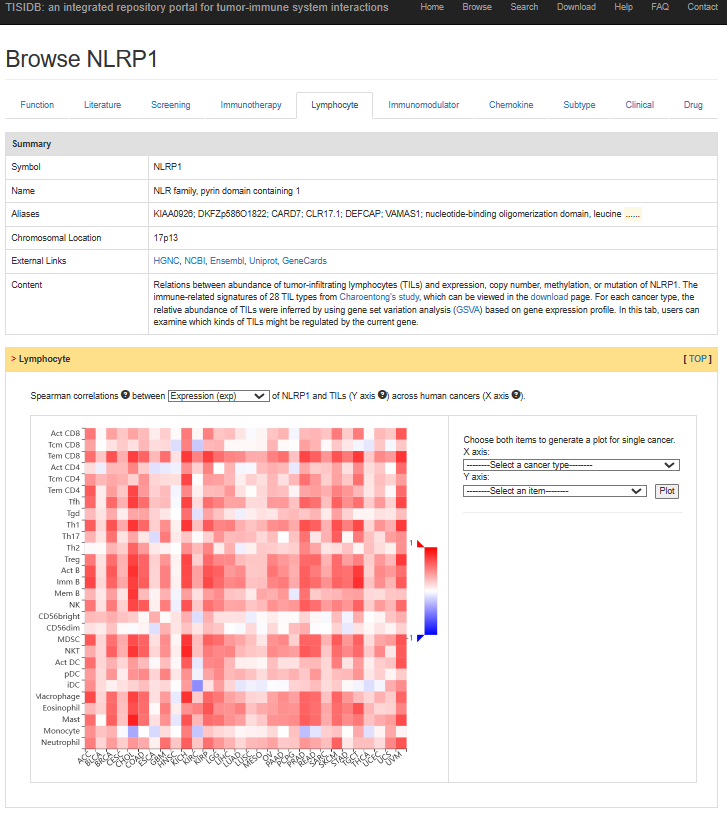 TISIDB: an integrated repository portal for tumor-immune system interactions Home Browse Search Download Help FAQ Contact
Browse NLRP1
Function Literature Screening Immunotherapy Lymphocyte Immunomodulator Chemokine Subtype Clinical Drug
Summary
Symbol NLRP1
Name NLR family, pyrin domain containing 1
Aliases KIAA0926; DKFZp586O1822; CARD7; CLR17.1; DEFCAP; VAMAS1; nucleotide-binding oligomerization domain, leucine ......
Chromosomal Location 17p13
External Links HGNC, NCBI, Ensembl, Uniprot, GeneCards
Content Relations between abundance of tumor-infiltrating lymphocytes (TILs) and expression, copy number, methylation, or mutation of NLRP1. The
immune-related signatures of 28 TIL types from Charoentong's study, which can be viewed in the download page. For each cancer type, the
relative abundance of TILs were inferred by using gene set variation analysis (GSVA) based on gene expression profile. In this tab, users can
examine which kinds of TILs might be regulated by the current gene.
> Lymphocyte [ TOP ]
Spearman correlations ? between Expression (exp) of NLRP1 and TILs (Y axis ?) across human cancers (X axis ?).
Choose both items to generate a plot for single cancer.
X axis:
--------Select a cancer type--------
Y axis:
--------Select an item-------- Plot
Act CD8
Tcm CD8
Tem CD8
Act CD4
Tcm CD4
Tem CD4
Tfh
Tgd
Th1
Th17
Th2
Treg
Act B
Imm B
Mem B
NK
CD56bright
CD56dim
MDSC
NKT
Act DC
pDC
iDC
Macrophage
Eosinophil
Mast
Monocyte
Neutrophil
1
-1
ACC BLCA BRCA CESC CHOL COAD ESCA GBM HNSC KICH KIRC KIRP LGG LIHC LUAD LUSC MESO OV PAAD PCPG PRAD READ SARC SKCM STAD TGCT THCA UCEC UCS UVM